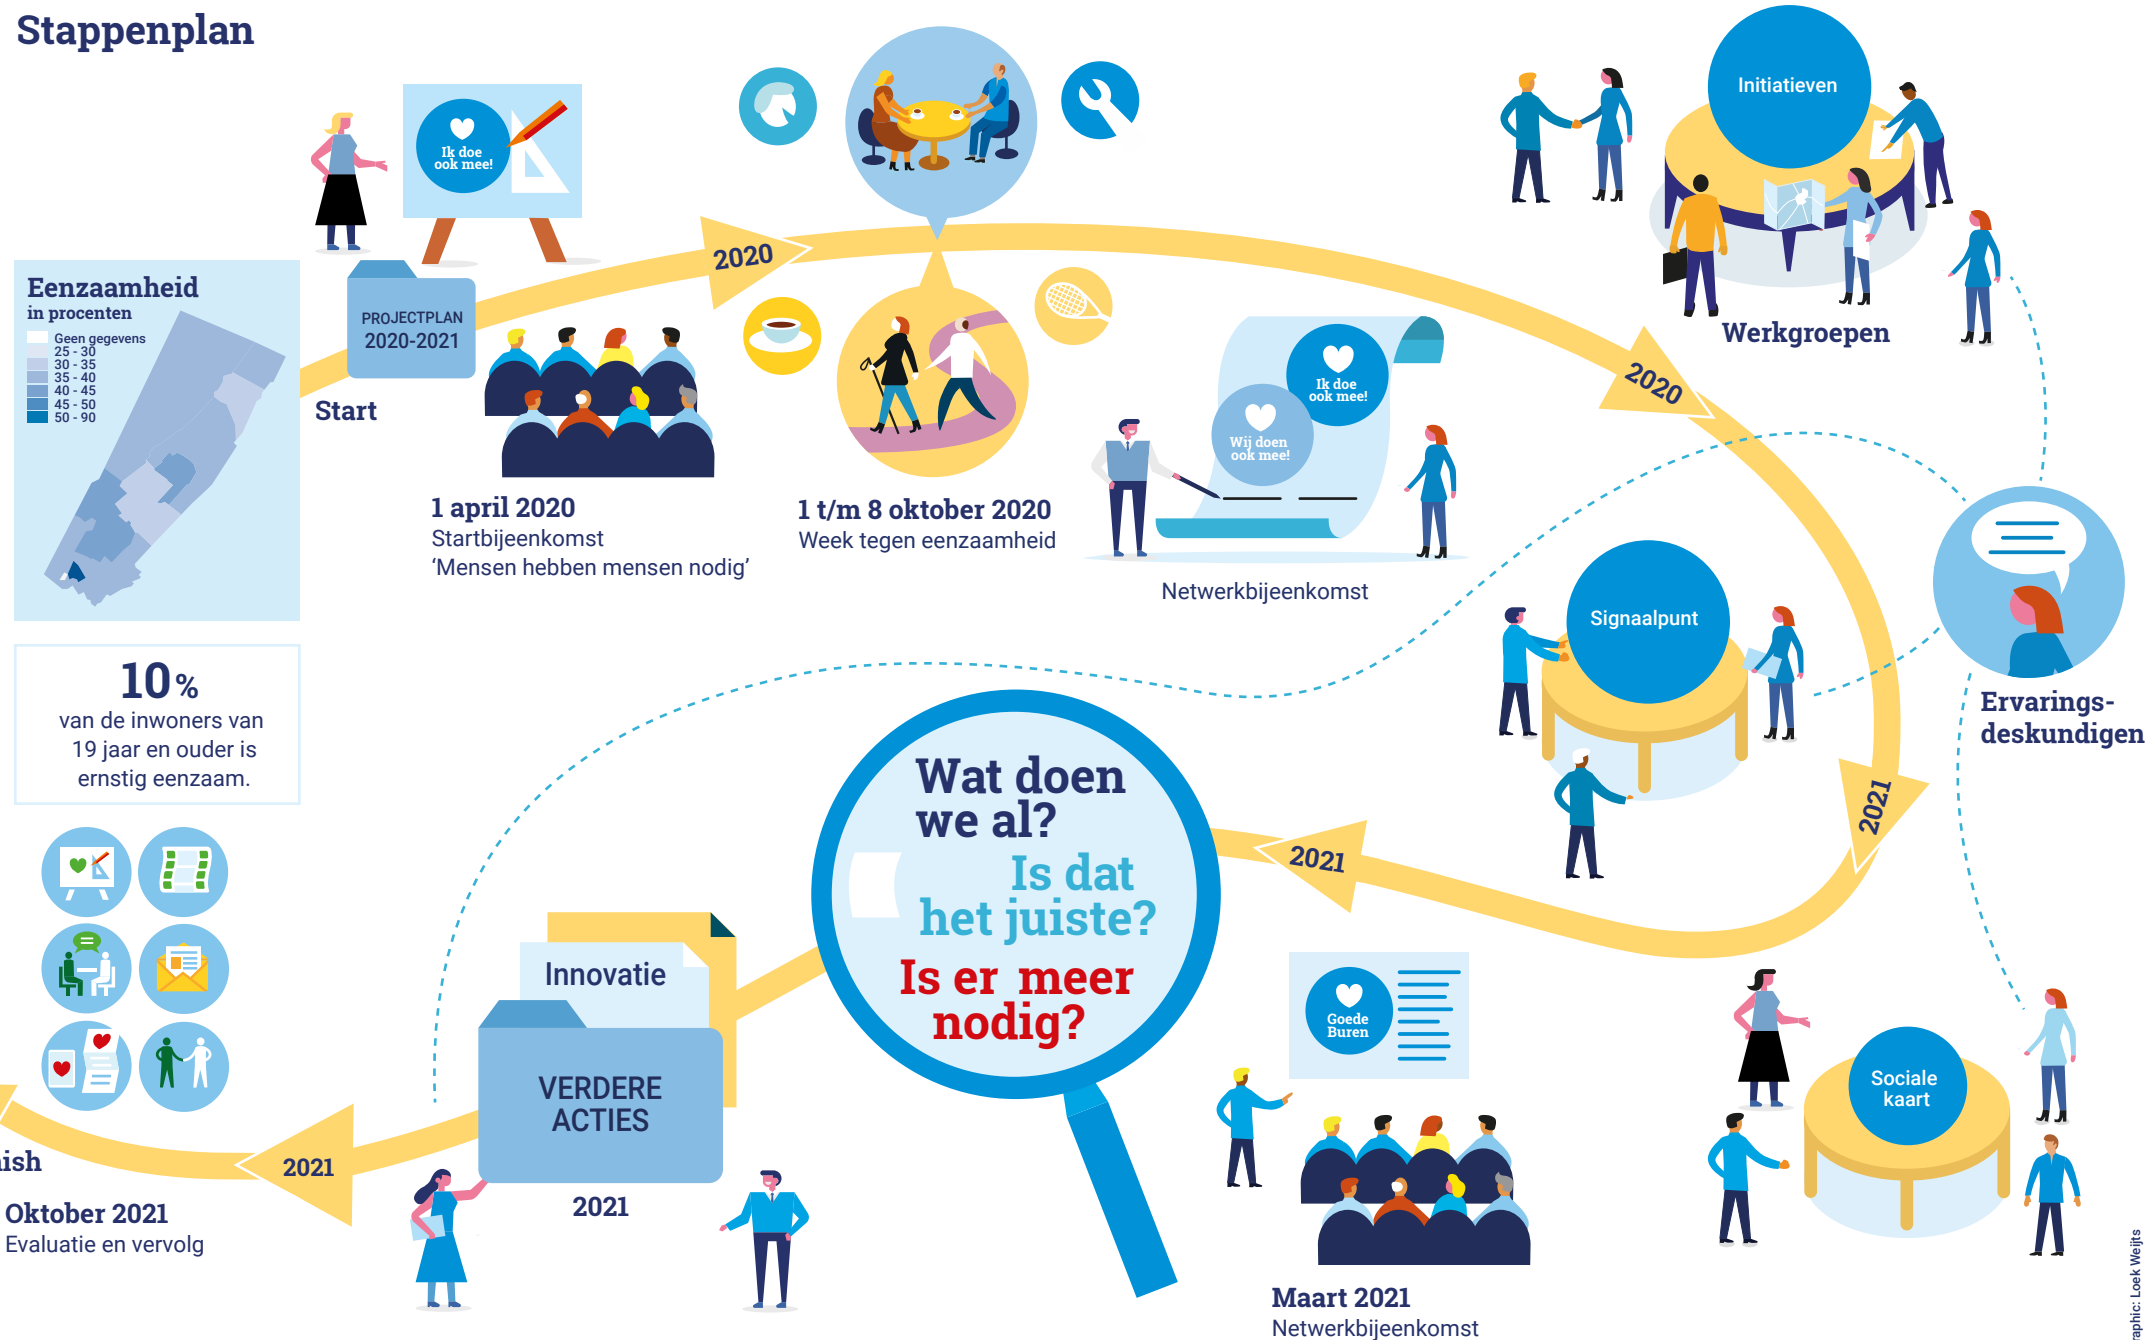 Stappenplan
Eenzaamheid
in procenten
Geen gegevens
25 - 30
30 - 35
35 - 40
40 - 45
45 - 50
50 - 90
10%
van de inwoners van
19 jaar en ouder is
ernstig eenzaam.
Ik doe
ook mee!
PROJECTPLAN
2020-2021
Start
2020
1 april 2020
Startbijeenkomst
‘Mensen hebben mensen nodig’
1 t/m 8 oktober 2020
Week tegen eenzaamheid
Ik doe
ook mee!
Wij doen
ook mee!
Netwerkbijeenkomst
2020
Initiatieven
Werkgroepen
Signaalpunt
Ervarings-
deskundigen
2021
Sociale
kaart
2021
Goede
Buren
Maart 2021
Netwerkbijeenkomst
Wat doen
we al?
Is dat
het juiste?
Is er meer
nodig?
Innovatie
VERDERE
ACTIES
2021
2021
Oktober 2021
Evaluatie en vervolg
Loek Weijts